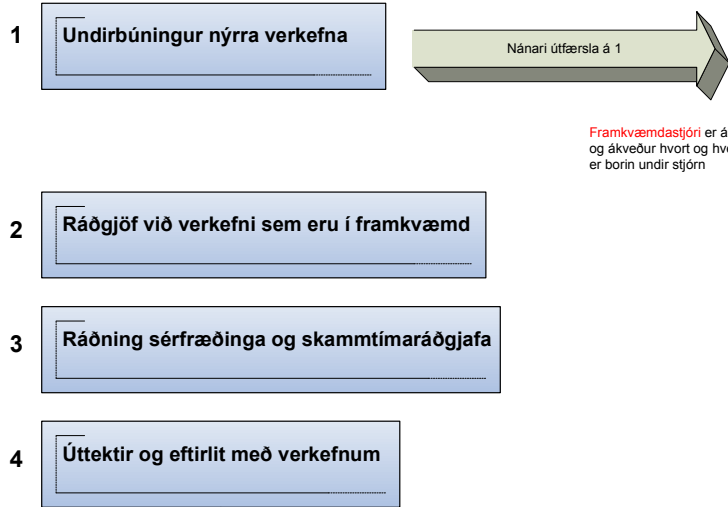 1
Undirbúningur nýrra verkefna
Nánari útfærsla á 1
Framkvæmdastjóri er á
og ákveður hvort og
er borin undir stjórn
2
Ráðgjöf við verkefni sem eru í framkvæmd
3
Ráðning sérfræðinga og skammtímaráðgjafa
4
Úttektir og eftirlit með verkefnum